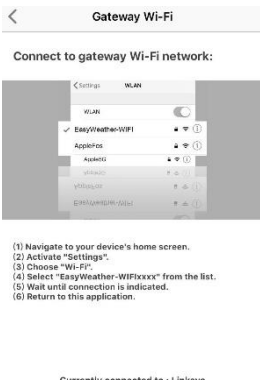 Gateway Wi-Fi
Connect to gateway Wi-Fi network:
Settings WLAN
WLAN
EasyWeather-WIFI
AppleFos
Apple6G
(1) Navigate to your device's home screen.
(2) Activate "Settings".
(3) Choose "Wi-Fi".
(4) Select "EasyWeather-WIFIxxxx" from the list.
(5) Wait until connection is indicated.
(6) Return to this application.
Currently connected to : Linksys